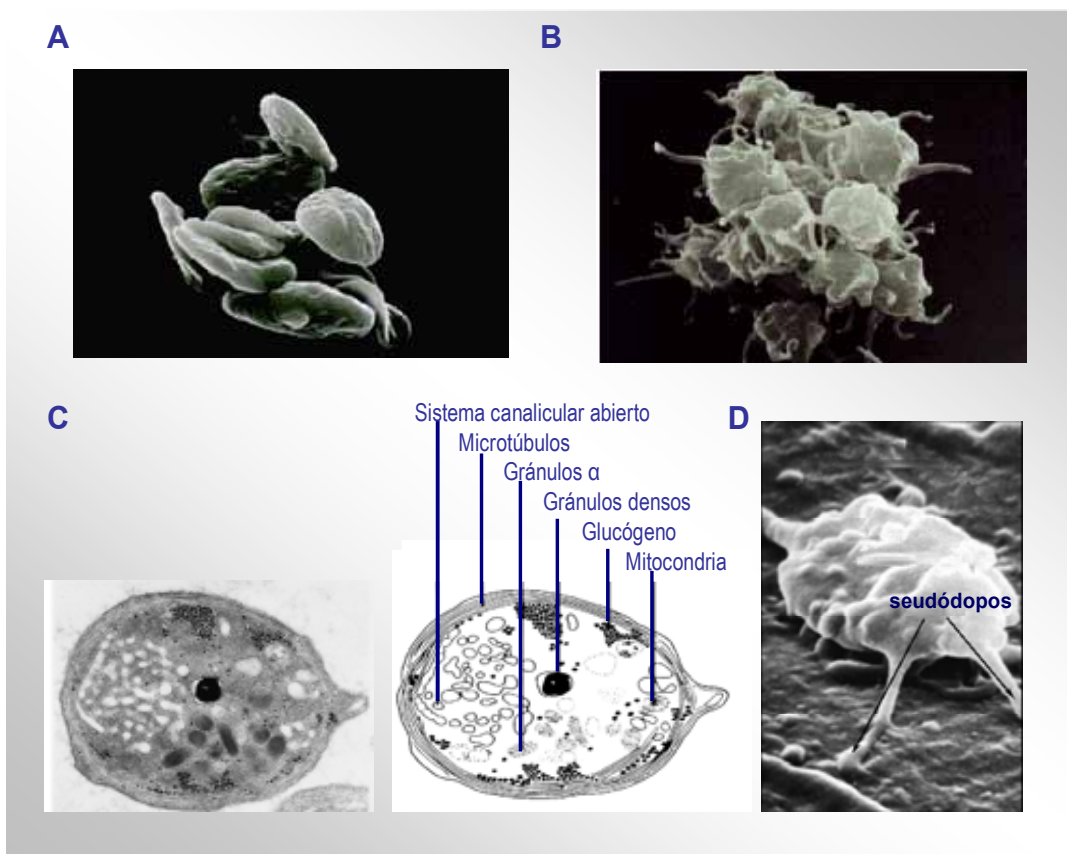 A
B
C
Sistema canalicular abierto
Microtúbulos
Gránulos α
Gránulos densos
Glucógeno
Mitocondria
D
seudódopos